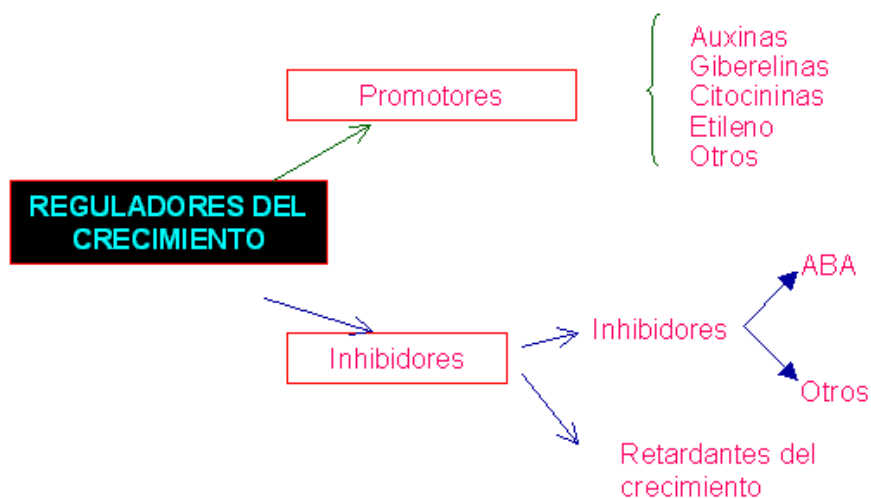 Auxinas
Giberelinas
Citocininas
Etileno
Otros
Promotores
REGULADORES DEL
CRECIMIENTO
ABA
Inhibidores
Inhibidores
Otros
Retardantes del
crecimiento